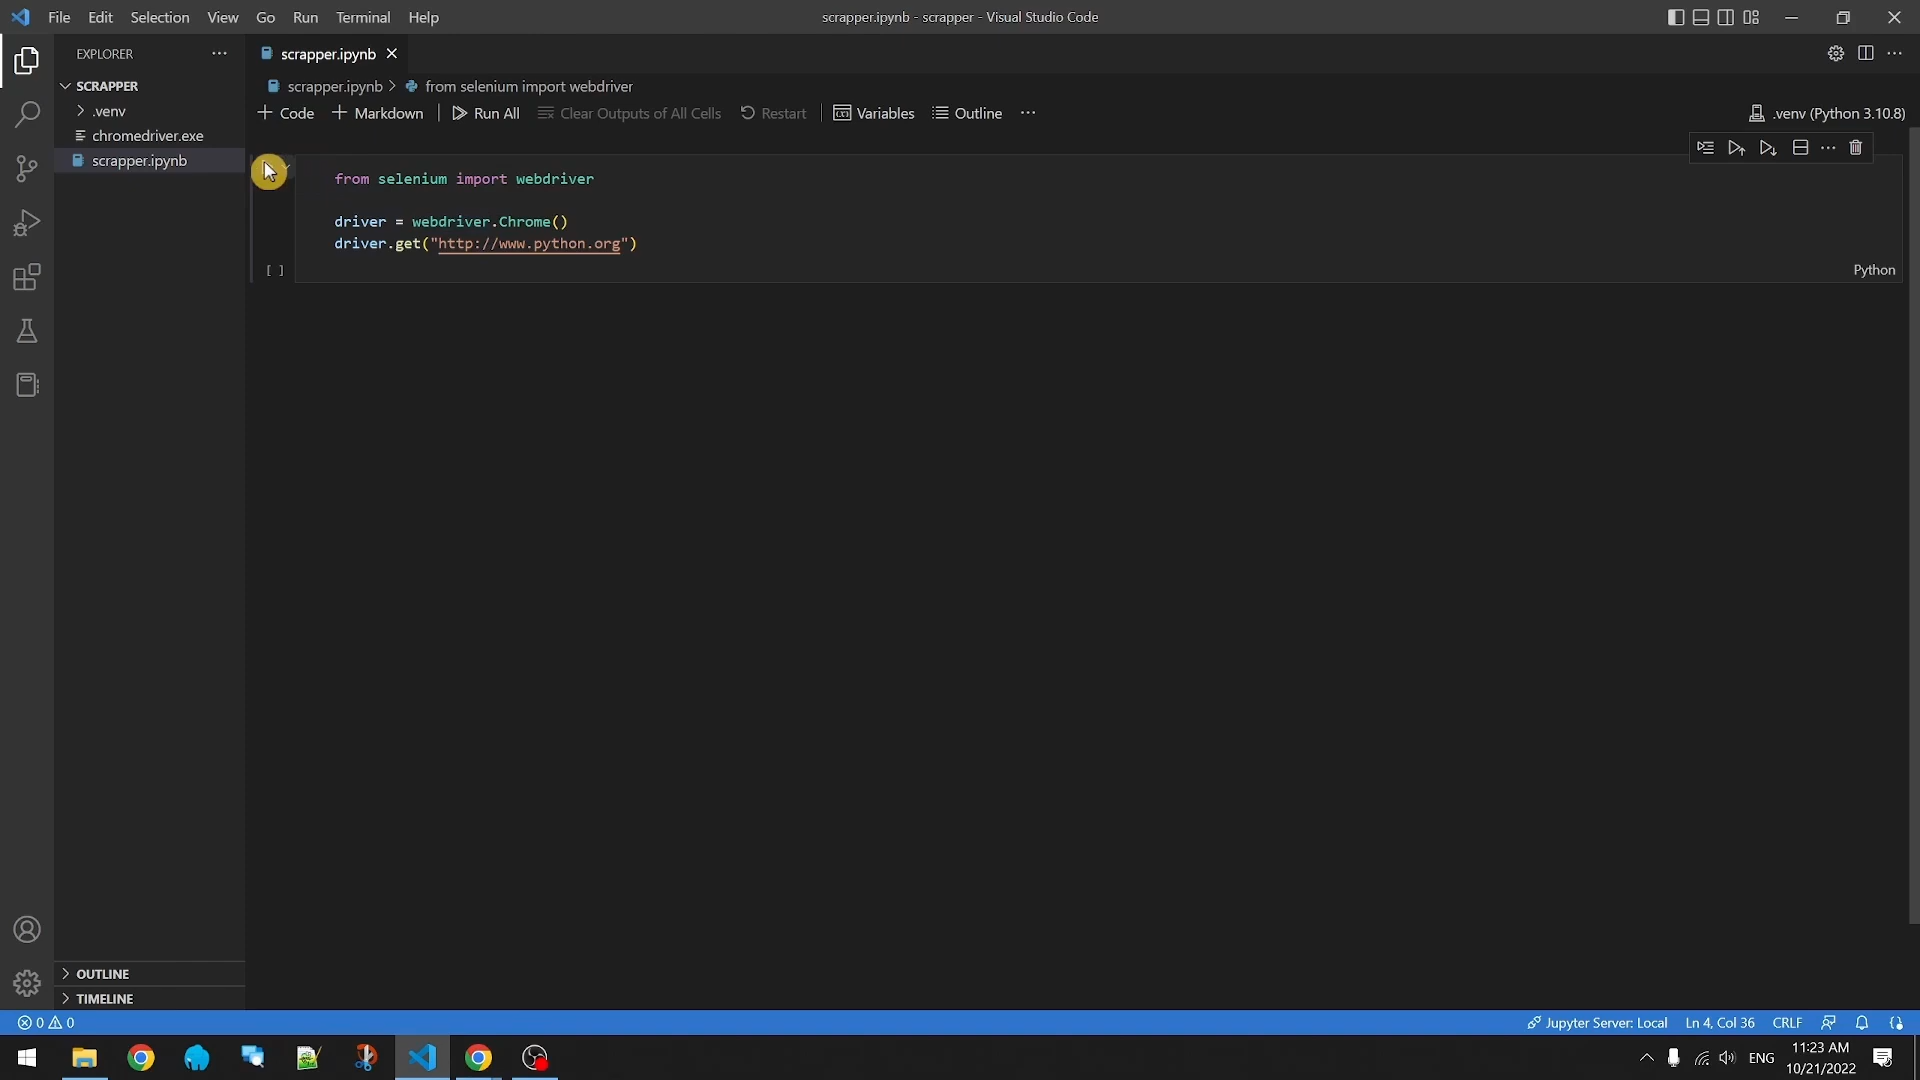 File Edit Selection View Go Run Terminal Help
scrapper.ipynb - scrapper - Visual Studio Code
EXPLORER
SCRAPPER
.venv
chromedriver.exe
scrapper.ipynb
scrapper.ipynb
scrapper.ipynb > from selenium import webdriver
Code Markdown Run All Clear Outputs of All Cells Restart Variables Outline
.venv (Python 3.10.8)
from selenium import webdriver
driver = webdriver.Chrome()
driver.get("http://www.python.org")
[ ]
Python
OUTLINE
TIMELINE
0 0
Jupyter Server: Local Ln 4, Col 36 CRLF
ENG
11:23 AM
10/21/2022